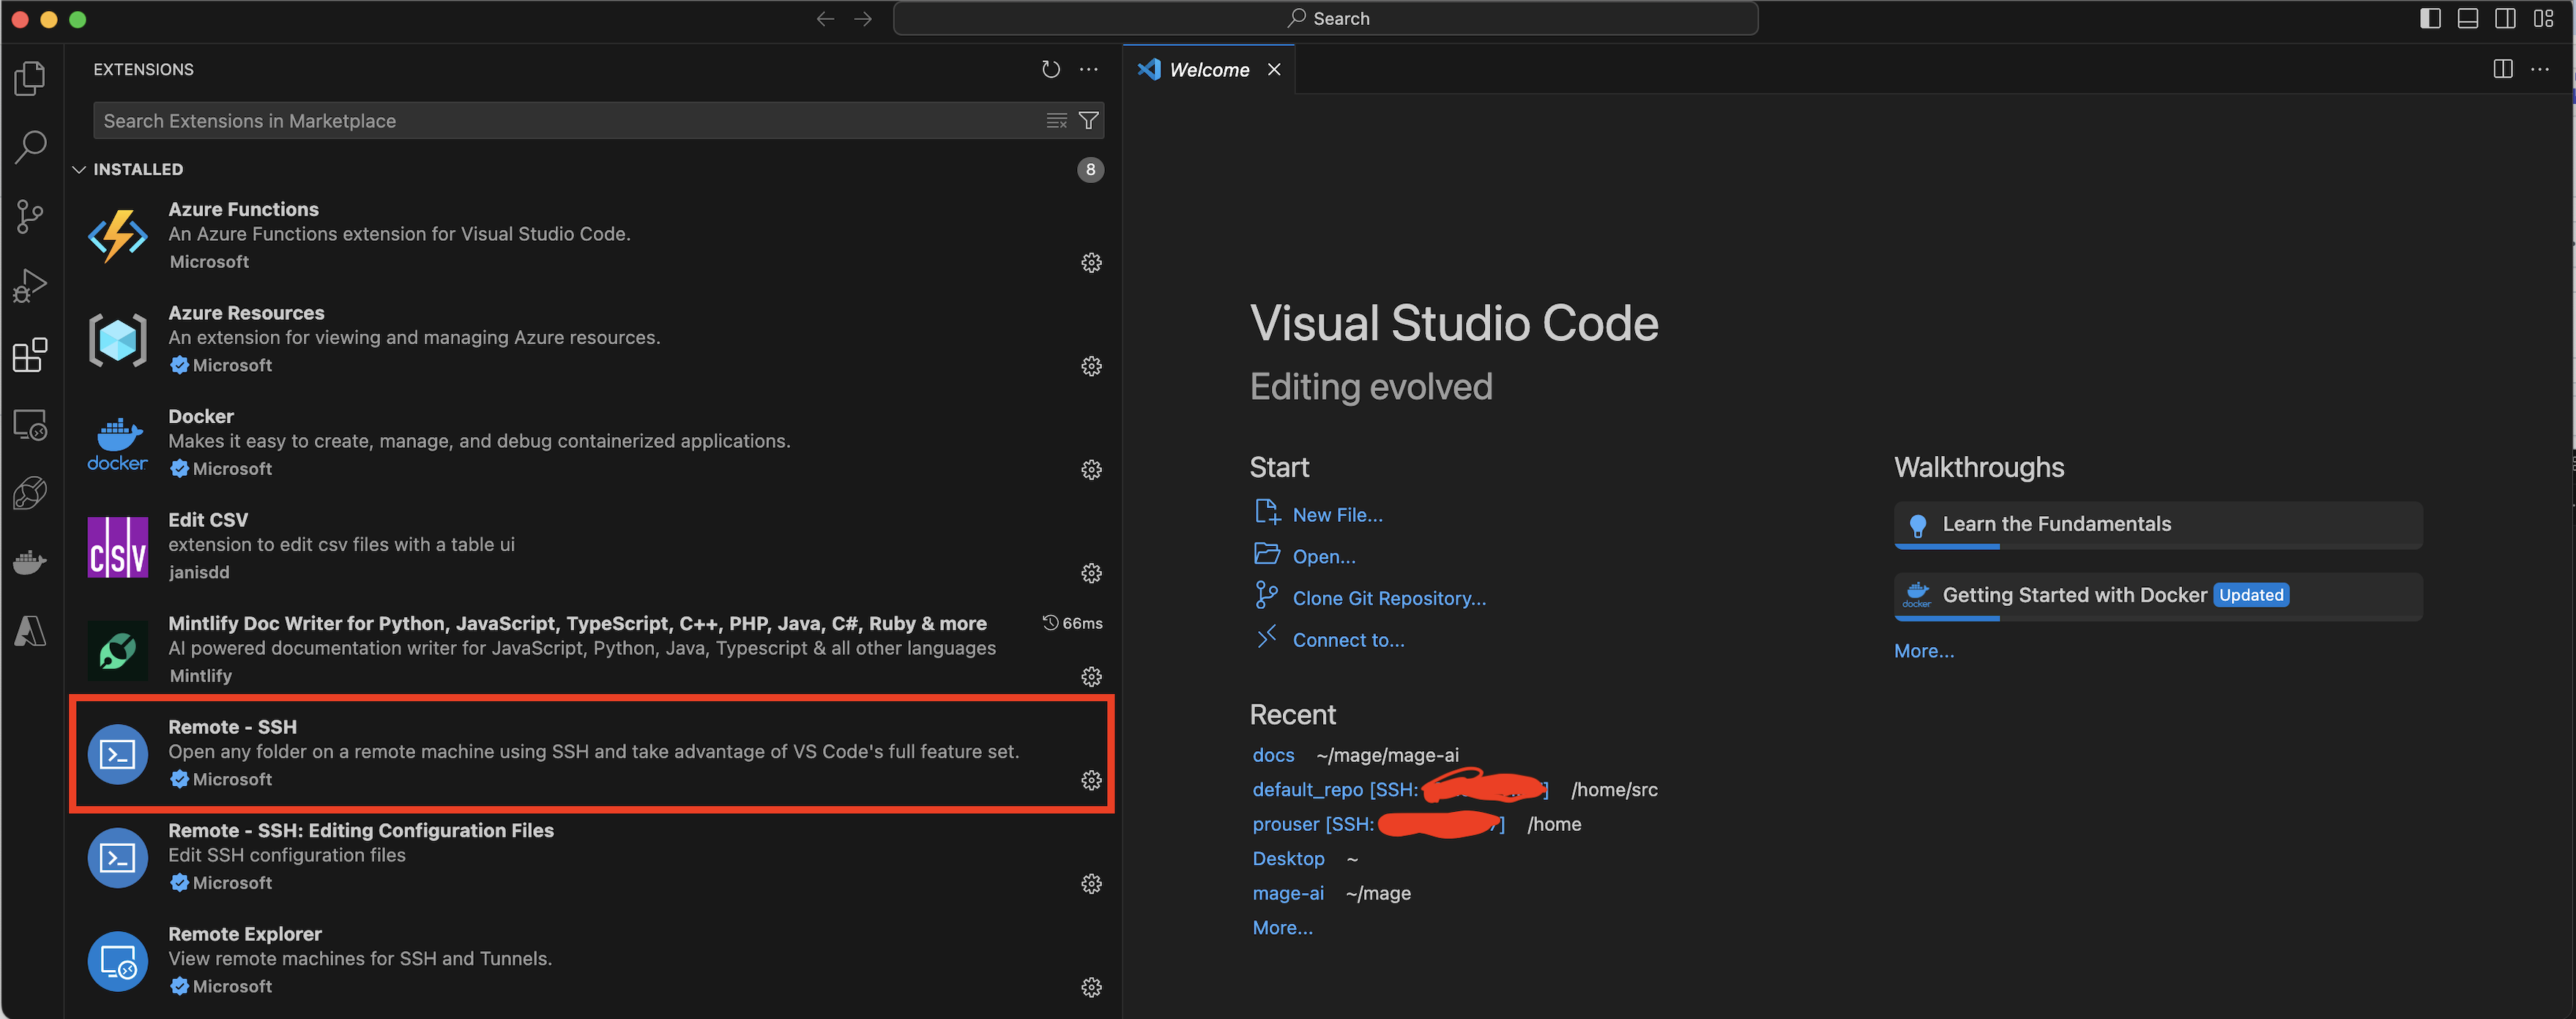 Search
EXTENSIONS
Search Extensions in Marketplace
INSTALLED 8
Azure Functions
An Azure Functions extension for Visual Studio Code.
Microsoft
Azure Resources
An extension for viewing and managing Azure resources.
Microsoft
docker
Docker
Makes it easy to create, manage, and debug containerized applications.
Microsoft
CSV
Edit CSV
extension to edit csv files with a table ui
janisdd
Mintlify Doc Writer for Python, JavaScript, TypeScript, C++, PHP, Java, C#, Ruby & more 66ms
AI powered documentation writer for JavaScript, Python, Java, Typescript & all other languages
Mintlify
Remote - SSH
Open any folder on a remote machine using SSH and take advantage of VS Code's full feature set.
Microsoft
Remote - SSH: Editing Configuration Files
Edit SSH configuration files
Microsoft
Remote Explorer
View remote machines for SSH and Tunnels.
Microsoft
Welcome
Visual Studio Code
Editing evolved
Start
New File...
Open...
Clone Git Repository...
Connect to...
Recent
docs ~/mage/mage-ai
default_repo [SSH: ] /home/src
prouser [SSH: 7] /home
Desktop ~
mage-ai ~/mage
More...
Walkthroughs
Learn the Fundamentals
docker
Getting Started with Docker Updated
More...